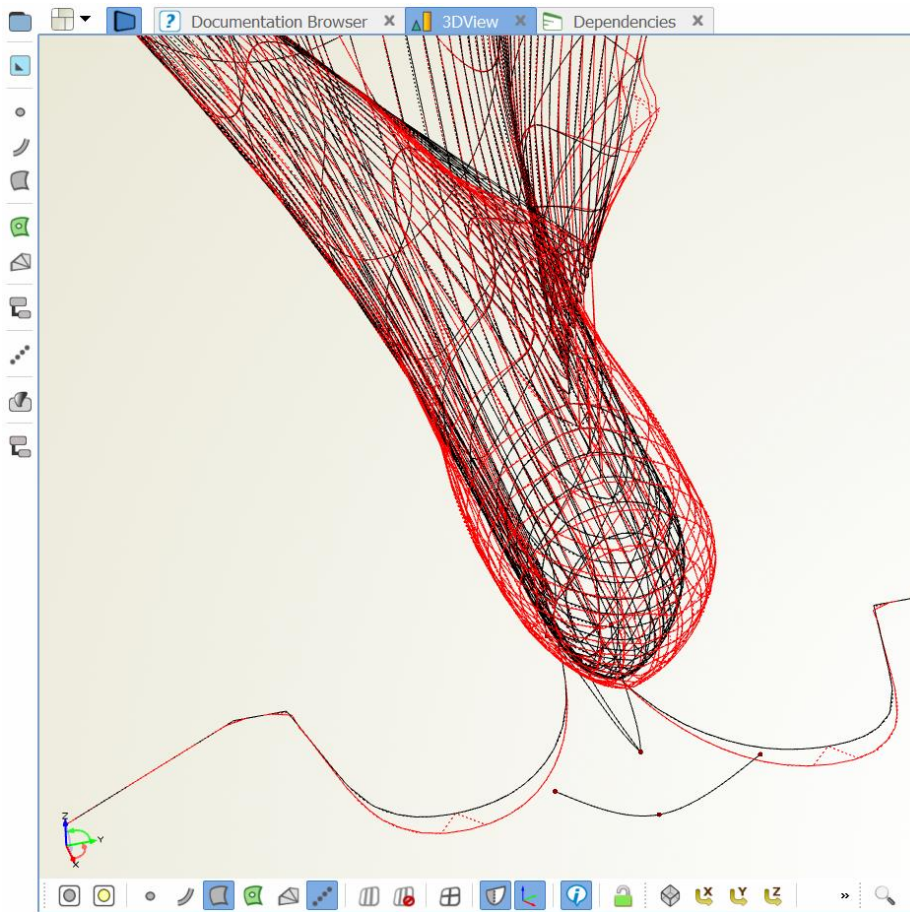 Documentation Browser
3DView
Dependencies
Z
Y
X
X
Y
Z
»